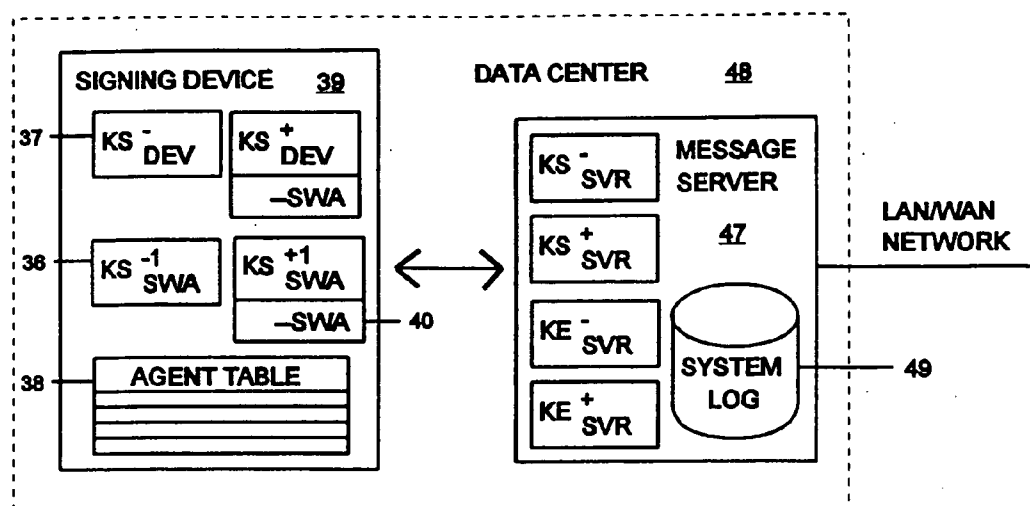 SIGNING DEVICE 39
37
KS - DEV
KS + DEV
–SWA
36
KS -1 SWA
KS +1 SWA
–SWA
40
38
AGENT TABLE
DATA CENTER 48
KS - SVR
KS + SVR
KE - SVR
KE + SVR
MESSAGE
SERVER
47
SYSTEM
LOG
49
LAN/WAN
NETWORK